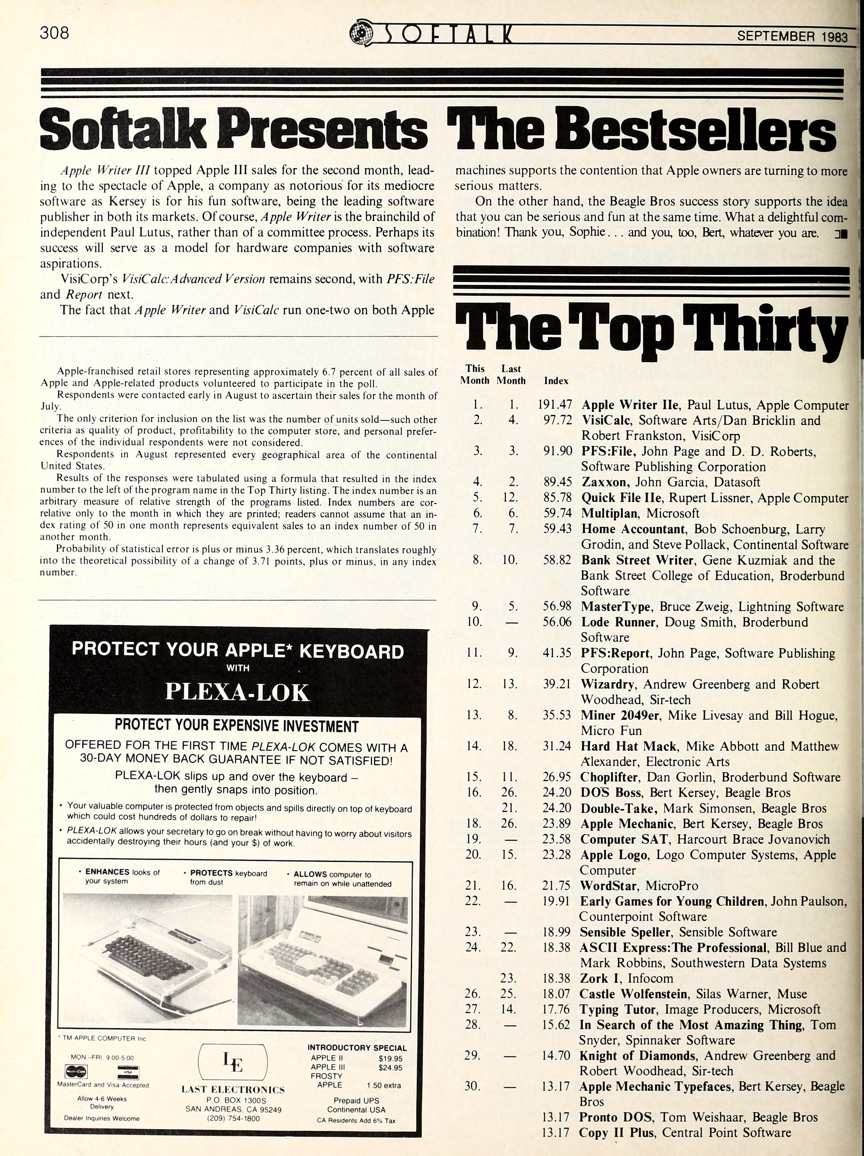 308
SOFTALK
SEPTEMBER 1983
Softalk Presents The Bestsellers
Apple Writer III topped Apple III sales for the second month, lead-
ing to the spectacle of Apple, a company as notorious for its mediocre
software as Kersey is for his fun software, being the leading software
publisher in both its markets. Of course, Apple Writer is the brainchild of
independent Paul Lutus, rather than of a committee process. Perhaps its
success will serve as a model for hardware companies with software
aspirations.
VisiCorp's VisiCalc: Advanced Version remains second, with PFS:File
and Report next.
The fact that Apple Writer and VisiCalc run one-two on both Apple
machines supports the contention that Apple owners are turning to more
serious matters.
On the other hand, the Beagle Bros success story supports the idea
that you can be serious and fun at the same time. What a delightful com-
bination! Thank you, Sophie . . . and you, too, Bert, whatever you are.
Apple-franchised retail stores representing approximately 6.7 percent of all sales of
Apple and Apple-related products volunteered to participate in the poll.
Respondents were contacted early in August to ascertain their sales for the month of
July.
The only criterion for inclusion on the list was the number of units sold—such other
criteria as quality of product, profitability to the computer store, and personal prefer-
ences of the individual respondents were not considered.
Respondents in August represented every geographical area of the continental
United States.
Results of the responses were tabulated using a formula that resulted in the index
number to the left of the program name in the Top Thirty listing. The index number is an
arbitrary measure of relative strength of the programs listed. Index numbers are cor-
relative only to the month in which they are printed; readers cannot assume that an in-
dex rating of 50 in one month represents equivalent sales to an index number of 50 in
another month.
Probability of statistical error is plus or minus 3.36 percent, which translates roughly
into the theoretical possibility of a change of 3.71 points, plus or minus, in any index
number.
PROTECT YOUR APPLE* KEYBOARD
WITH
PLEXA-LOK
PROTECT YOUR EXPENSIVE INVESTMENT
OFFERED FOR THE FIRST TIME PLEXA-LOK COMES WITH A
30-DAY MONEY BACK GUARANTEE IF NOT SATISFIED!
PLEXA-LOK slips up and over the keyboard –
then gently snaps into position.
• Your valuable computer is protected from objects and spills directly on top of keyboard
which could cost hundreds of dollars to repair!
• PLEXA-LOK allows your secretary to go on break without having to worry about visitors
accidentally destroying their hours (and your $) of work.
• ENHANCES looks of
your system
• PROTECTS keyboard
from dust
• ALLOWS computer to
remain on while unattended
* TM APPLE COMPUTER Inc.
MON.-FRI. 9:00-5:00
MasterCard and Visa Accepted
Allow 4-6 Weeks
Delivery
Dealer Inquiries Welcome
LE
LAST ELECTRONICS
P.O. BOX 1300S
SAN ANDREAS, CA 95249
(209) 754-1800
INTRODUCTORY SPECIAL
APPLE II $19.95
APPLE III $24.95
FROSTY
APPLE 1.50 extra
Prepaid UPS
Continental USA
CA Residents Add 6% Tax
The Top Thirty
This Last
Month Month Index
1. 1. 191.47 Apple Writer IIe, Paul Lutus, Apple Computer
2. 4. 97.72 VisiCalc, Software Arts/Dan Bricklin and
Robert Frankston, VisiCorp
3. 3. 91.90 PFS:File, John Page and D. D. Roberts,
Software Publishing Corporation
4. 2. 89.45 Zaxxon, John Garcia, Datasoft
5. 12. 85.78 Quick File IIe, Rupert Lissner, Apple Computer
6. 6. 59.74 Multiplan, Microsoft
7. 7. 59.43 Home Accountant, Bob Schoenburg, Larry
Grodin, and Steve Pollack, Continental Software
8. 10. 58.82 Bank Street Writer, Gene Kuzmiak and the
Bank Street College of Education, Broderbund
Software
9. 5. 56.98 MasterType, Bruce Zweig, Lightning Software
10. — 56.06 Lode Runner, Doug Smith, Broderbund
Software
11. 9. 41.35 PFS:Report, John Page, Software Publishing
Corporation
12. 13. 39.21 Wizardry, Andrew Greenberg and Robert
Woodhead, Sir-tech
13. 8. 35.53 Miner 2049er, Mike Livesay and Bill Hogue,
Micro Fun
14. 18. 31.24 Hard Hat Mack, Mike Abbott and Matthew
Alexander, Electronic Arts
15. 11. 26.95 Choplifter, Dan Gorlin, Broderbund Software
16. 26. 24.20 DOS Boss, Bert Kersey, Beagle Bros
21. 24.20 Double-Take, Mark Simonsen, Beagle Bros
18. 26. 23.89 Apple Mechanic, Bert Kersey, Beagle Bros
19. — 23.58 Computer SAT, Harcourt Brace Jovanovich
20. 15. 23.28 Apple Logo, Logo Computer Systems, Apple
Computer
21. 16. 21.75 WordStar, MicroPro
22. — 19.91 Early Games for Young Children, John Paulson,
Counterpoint Software
23. — 18.99 Sensible Speller, Sensible Software
24. 22. 18.38 ASCII Express:The Professional, Bill Blue and
Mark Robbins, Southwestern Data Systems
23. 18.38 Zork I, Infocom
26. 25. 18.07 Castle Wolfenstein, Silas Warner, Muse
27. 14. 17.76 Typing Tutor, Image Producers, Microsoft
28. — 15.62 In Search of the Most Amazing Thing, Tom
Snyder, Spinnaker Software
29. — 14.70 Knight of Diamonds, Andrew Greenberg and
Robert Woodhead, Sir-tech
30. — 13.17 Apple Mechanic Typefaces, Bert Kersey, Beagle
Bros
13.17 Pronto DOS, Tom Weishaar, Beagle Bros
13.17 Copy II Plus, Central Point Software